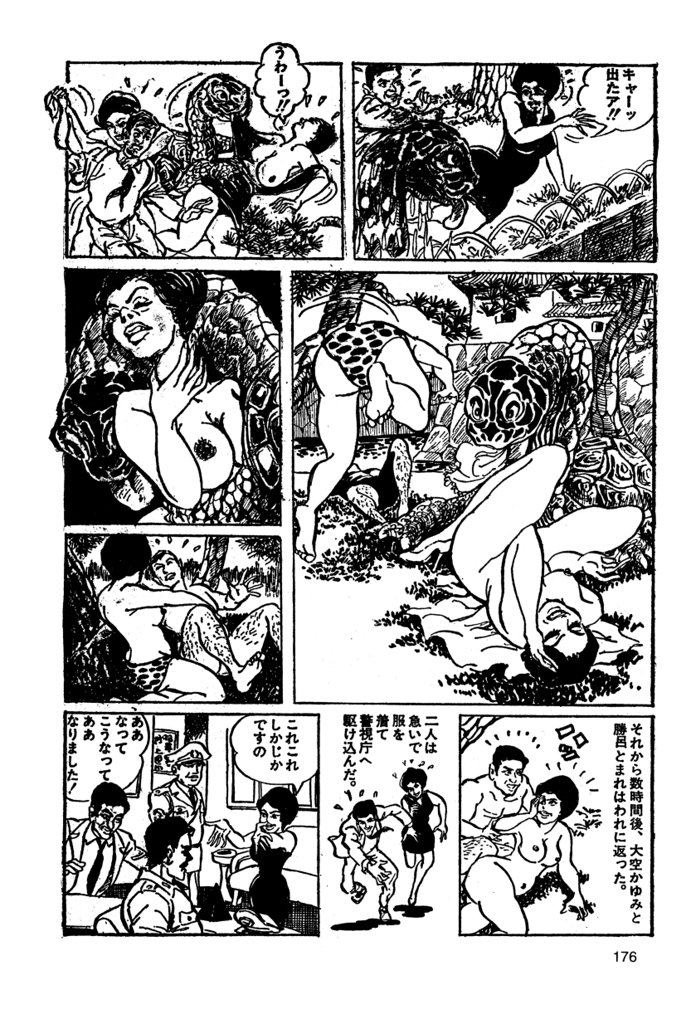 キャーッ
出たア!!
うわーっ!!
それから数時間後、大空かゆみと
勝呂とまれはわれに返った。
二人は
急いで
服を
着て
警視庁へ
駆け込んだ。
これこれ
しかじか
ですの
ああ
なって
こうなって
ああ
なりました!
176